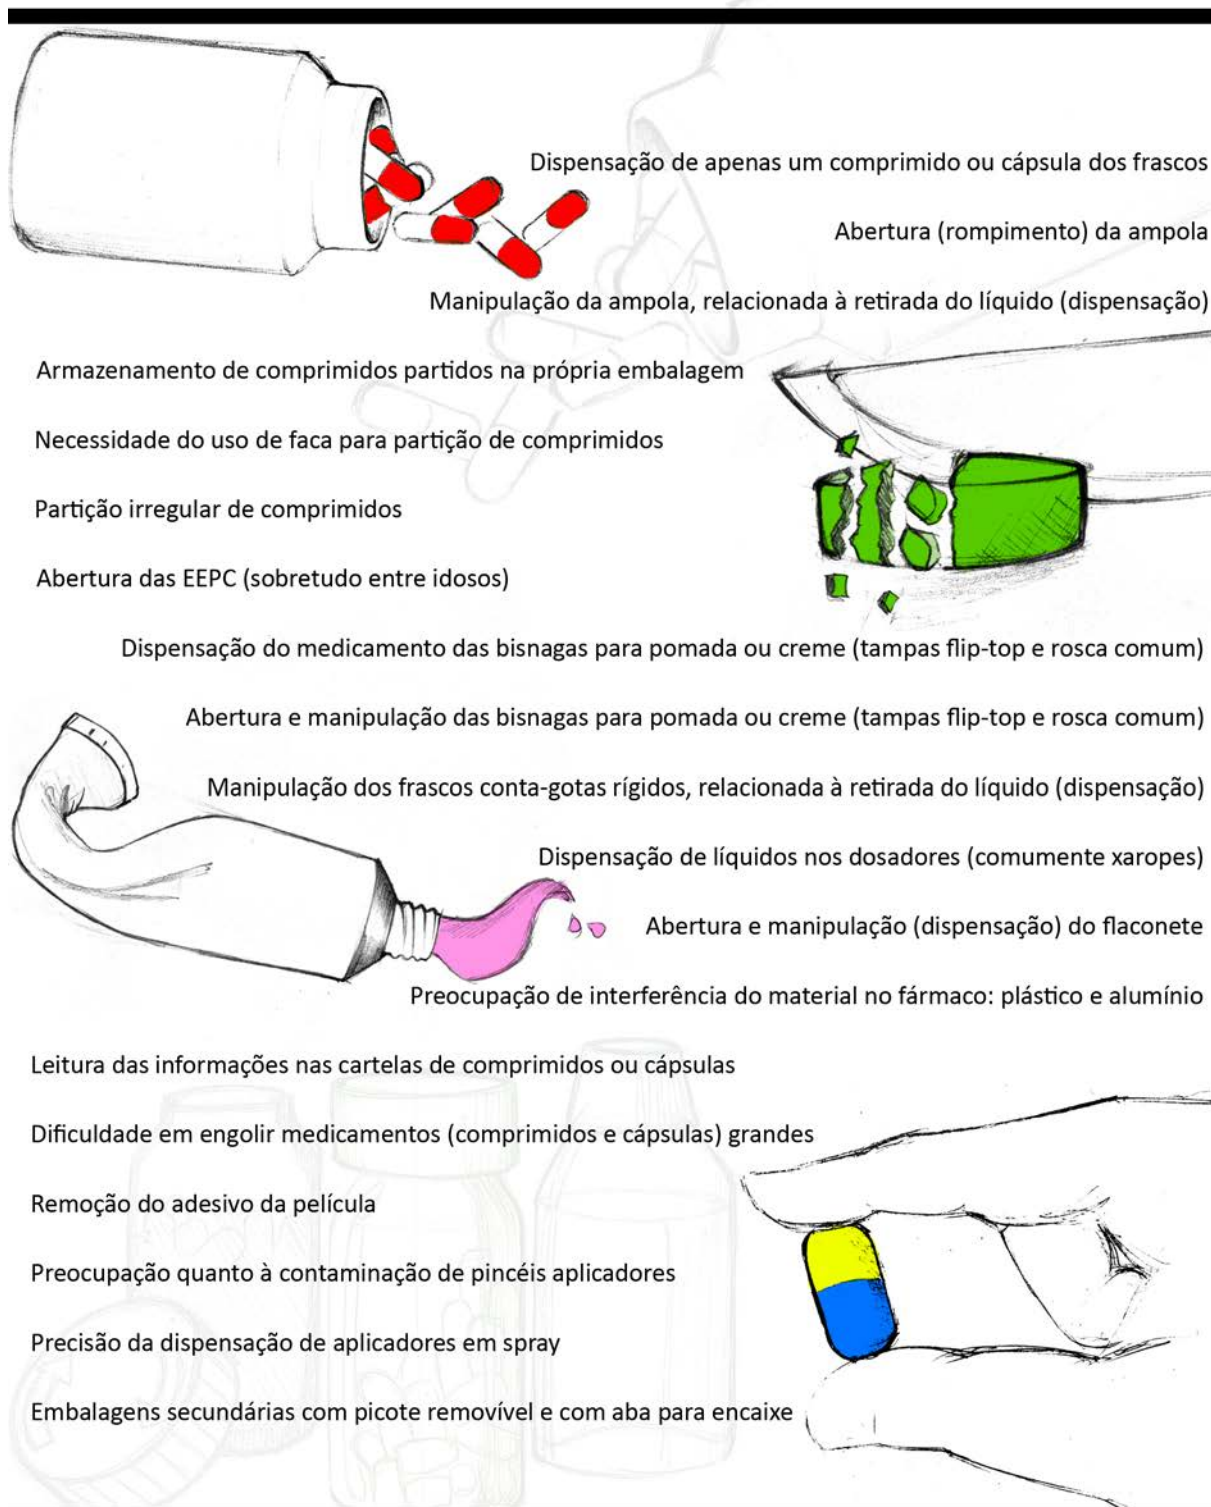 Dispensação de apenas um comprimido ou cápsula dos frascos
Abertura (rompimento) da ampola
Manipulação da ampola, relacionada à retirada do líquido (dispensação)
Armazenamento de comprimidos partidos na própria embalagem
Necessidade do uso de faca para partição de comprimidos
Partição irregular de comprimidos
Abertura das EEPC (sobretudo entre idosos)
Dispensação do medicamento das bisnagas para pomada ou creme (tampas flip-top e rosca comum)
Abertura e manipulação das bisnagas para pomada ou creme (tampas flip-top e rosca comum)
Manipulação dos frascos conta-gotas rígidos, relacionada à retirada do líquido (dispensação)
Dispensação de líquidos nos dosadores (comumente xaropes)
Abertura e manipulação (dispensação) do flaconete
Preocupação de interferência do material no fármaco: plástico e alumínio
Leitura das informações nas cartelas de comprimidos ou cápsulas
Dificuldade em engolir medicamentos (comprimidos e cápsulas) grandes
Remoção do adesivo da película
Preocupação quanto à contaminação de pincéis aplicadores
Precisão da dispensação de aplicadores em spray
Embalagens secundárias com picote removível e com aba para encaixe